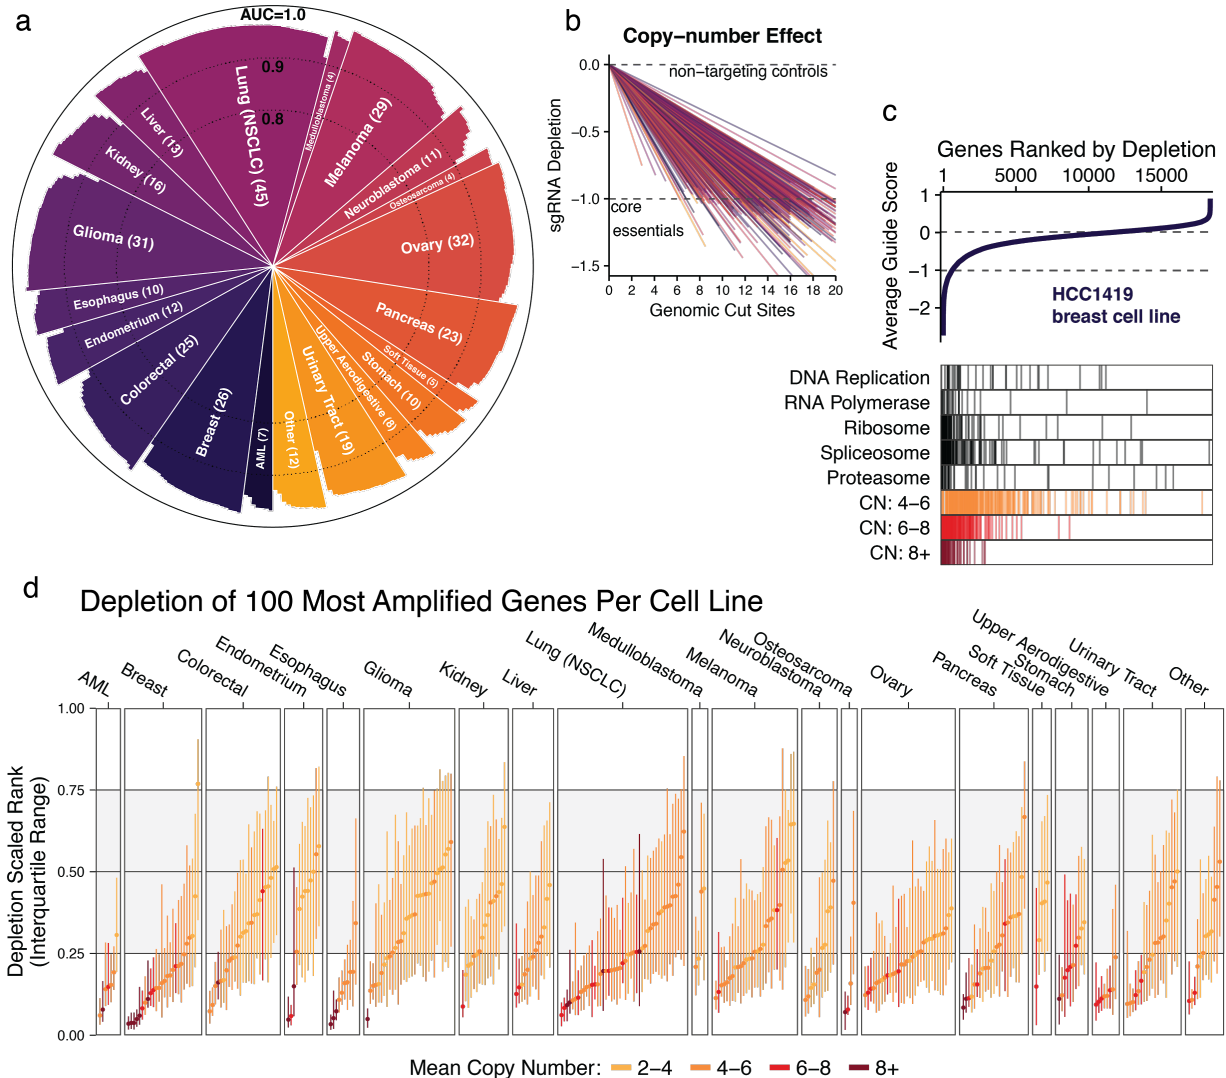 a
AUC=1.0
0.9
0.8
Lung (NSCLC) (45)
Medulloblastoma (4)
Melanoma (29)
Neuroblastoma (11)
Osteosarcoma (4)
Ovary (32)
Pancreas (23)
Soft Tissue (5)
Stomach (10)
Upper Aerodigestive (8)
Urinary Tract (19)
Other (12)
AML (7)
Breast (26)
Colorectal (25)
Endometrium (12)
Esophagus (10)
Glioma (31)
Kidney (16)
Liver (13)
b
Copy−number Effect
0.0
−0.5
−1.0
−1.5
sgRNA Depletion
non−targeting controls
core
essentials
0 2 4 6 8 10 12 14 16 18 20
Genomic Cut Sites
c
Genes Ranked by Depletion
1 5000 10000 15000
Average Guide Score
1
0
−1
−2
HCC1419
breast cell line
DNA Replication
RNA Polymerase
Ribosome
Spliceosome
Proteasome
CN: 4−6
CN: 6−8
CN: 8+
d
Depletion of 100 Most Amplified Genes Per Cell Line
AML
Breast
Colorectal
Endometrium
Esophagus
Glioma
Kidney
Liver
Lung (NSCLC)
Medulloblastoma
Melanoma
Neuroblastoma
Osteosarcoma
Ovary
Pancreas
Soft Tissue
Stomach
Upper Aerodigestive
Urinary Tract
Other
Depletion Scaled Rank
(Interquartile Range)
1.00
0.75
0.50
0.25
0.00
Mean Copy Number: 2−4 4−6 6−8 8+